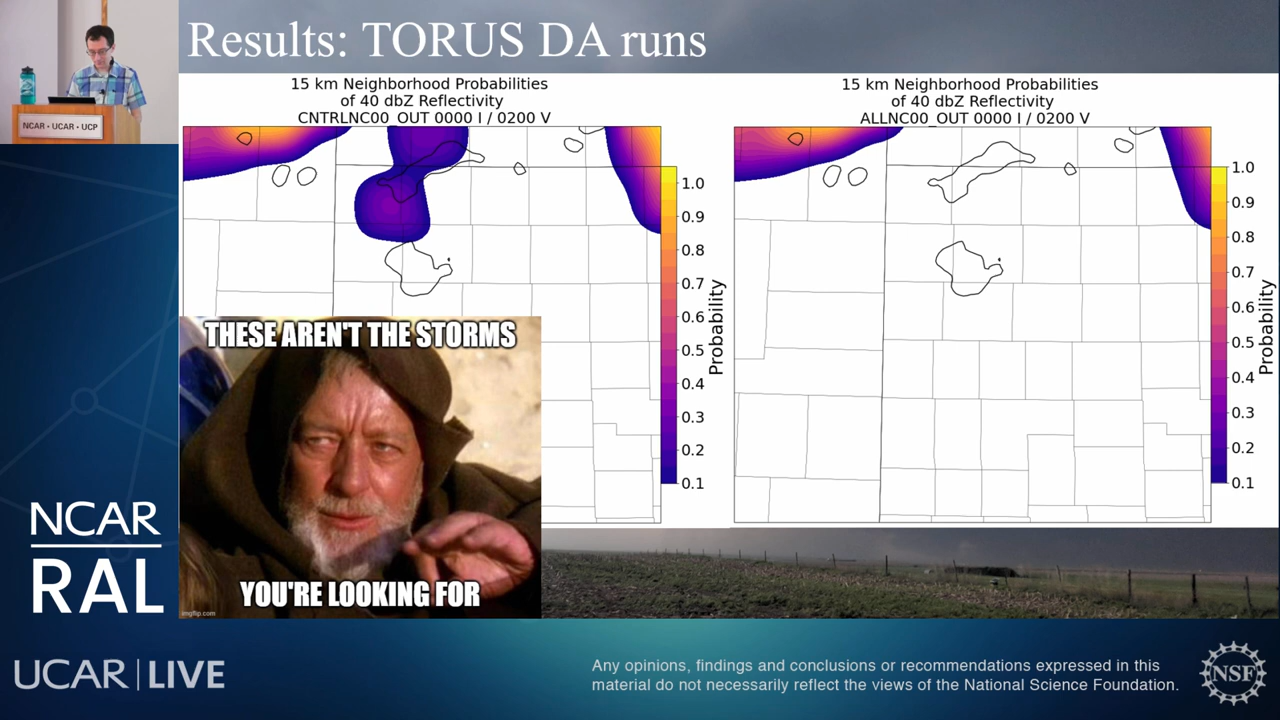 Results: TORUS DA runs
NCAR • UCAR • UCP
15 km Neighborhood Probabilities
of 40 dbZ Reflectivity
CNTRLNC00_OUT 0000 I / 0200 V
1.0
0.9
0.8
0.7
0.6
0.5
0.4
0.3
0.2
0.1
Probability
15 km Neighborhood Probabilities
of 40 dbZ Reflectivity
ALLNC00_OUT 0000 I / 0200 V
1.0
0.9
0.8
0.7
0.6
0.5
0.4
0.3
0.2
0.1
Probability
THESE AREN'T THE STORMS
YOU'RE LOOKING FOR
imgflip.com
NCAR
RAL
UCAR | LIVE
Any opinions, findings and conclusions or recommendations expressed in this
material do not necessarily reflect the views of the National Science Foundation.
NSF